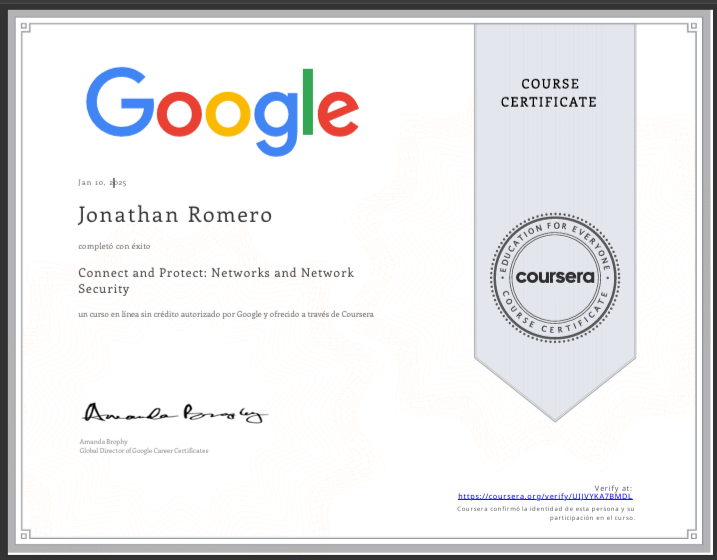 Google
COURSE
CERTIFICATE
Jan 10, 2025
Jonathan Romero
completó con éxito
Connect and Protect: Networks and Network
Security
un curso en línea sin crédito autorizado por Google y ofrecido a través de Coursera
EDUCATION FOR EVERYONE
coursera
COURSE CERTIFICATE
Amanda Brophy
Amanda Brophy
Global Director of Google Career Certificates
Verify at:
https://coursera.org/verify/UIJVYKA7BMDL
Coursera confirmó la identidad de esta persona y su
participación en el curso.